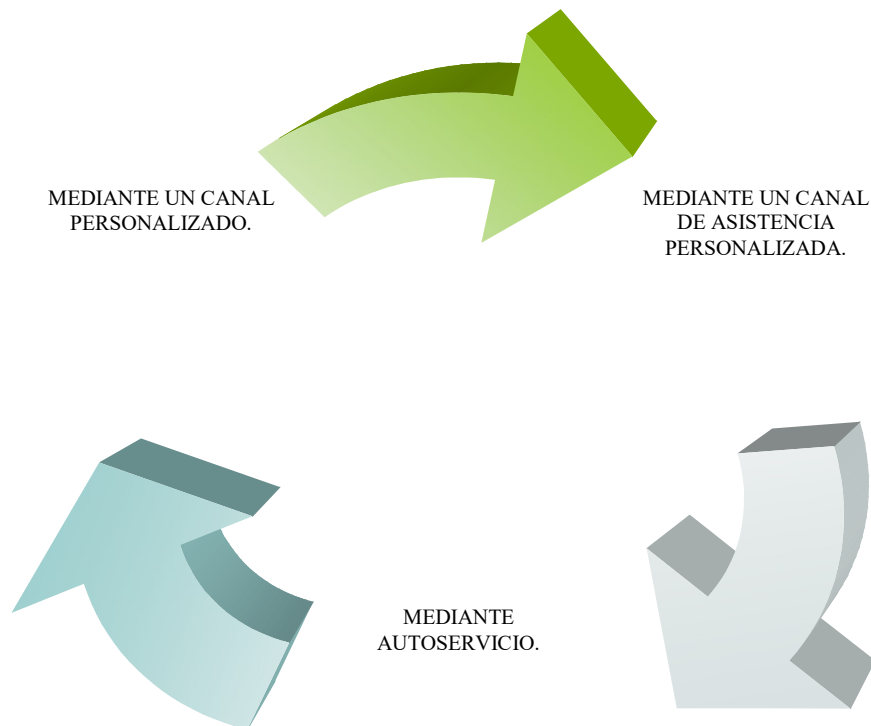 MEDIANTE UN CANAL
PERSONALIZADO.
MEDIANTE UN CANAL
DE ASISTENCIA
PERSONALIZADA.
MEDIANTE
AUTOSERVICIO.